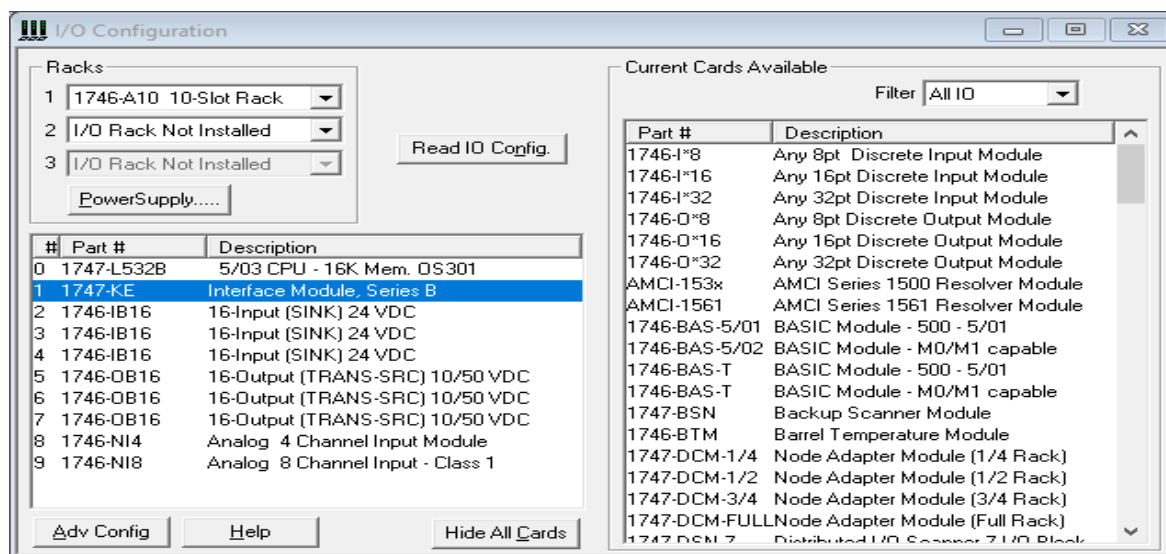 I/O Configuration
Racks
1 1746-A10 10-Slot Rack
2 I/O Rack Not Installed
3 I/O Rack Not Installed
PowerSupply.....
Read IO Config.
# Part # Description
0 1747-L532B 5/03 CPU - 16K Mem. OS301
1 1747-KE Interface Module, Series B
2 1746-IB16 16-Input (SINK) 24 VDC
3 1746-IB16 16-Input (SINK) 24 VDC
4 1746-IB16 16-Input (SINK) 24 VDC
5 1746-OB16 16-Output (TRANS-SRC) 10/50 VDC
6 1746-OB16 16-Output (TRANS-SRC) 10/50 VDC
7 1746-OB16 16-Output (TRANS-SRC) 10/50 VDC
8 1746-NI4 Analog 4 Channel Input Module
9 1746-NI8 Analog 8 Channel Input - Class 1
Adv Config Help Hide All Cards
Current Cards Available
Filter All IO
Part # Description
1746-I*8 Any 8pt Discrete Input Module
1746-I*16 Any 16pt Discrete Input Module
1746-I*32 Any 32pt Discrete Input Module
1746-O*8 Any 8pt Discrete Output Module
1746-O*16 Any 16pt Discrete Output Module
1746-O*32 Any 32pt Discrete Output Module
AMCI-153x AMCI Series 1500 Resolver Module
AMCI-1561 AMCI Series 1561 Resolver Module
1746-BAS-5/01 BASIC Module - 500 - 5/01
1746-BAS-5/02 BASIC Module - M0/M1 capable
1746-BAS-T BASIC Module - 500 - 5/01
1746-BAS-T BASIC Module - M0/M1 capable
1747-BSN Backup Scanner Module
1746-BTM Barrel Temperature Module
1747-DCM-1/4 Node Adapter Module (1/4 Rack)
1747-DCM-1/2 Node Adapter Module (1/2 Rack)
1747-DCM-3/4 Node Adapter Module (3/4 Rack)
1747-DCM-FULL Node Adapter Module (Full Rack)
1747-DSN-7 Distributed I/O Scanner 7 I/O Block